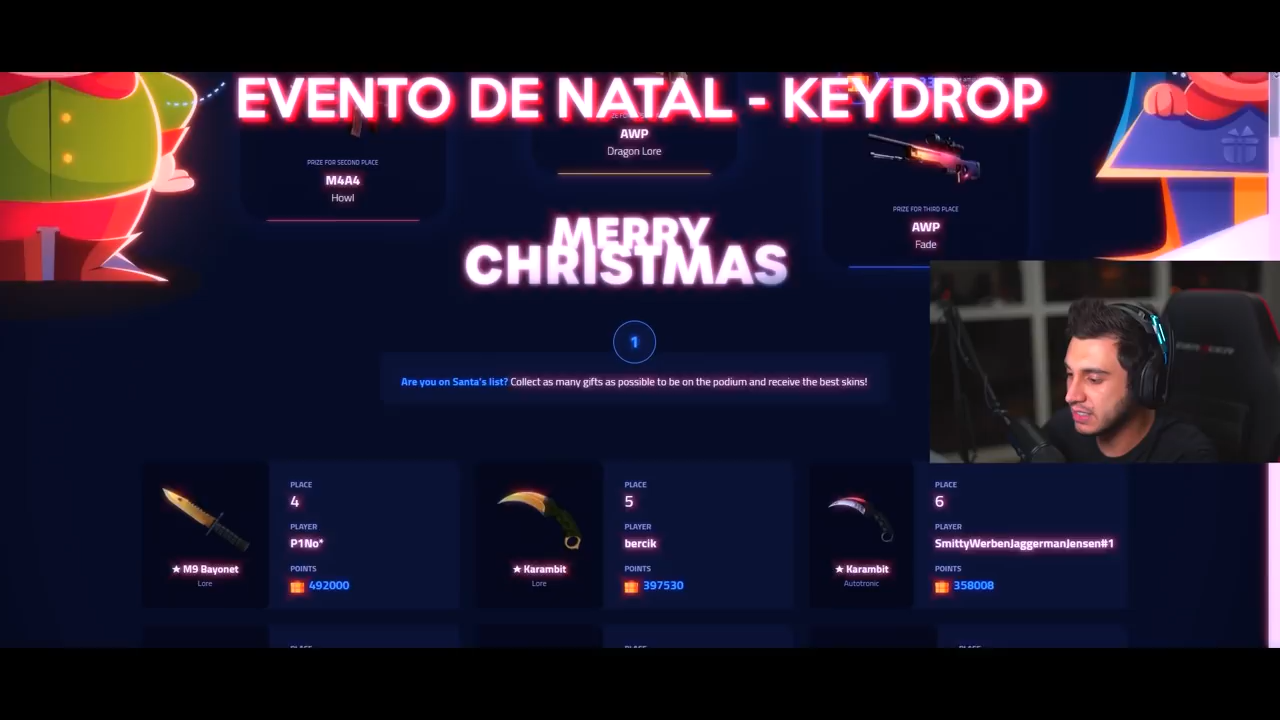 EVENTO DE NATAL - KEYDROP
PRIZE FOR SECOND PLACE
M4A4
Howl
AWP
Dragon Lore
PRIZE FOR THIRD PLACE
AWP
Fade
MERRY
CHRISTMAS
1
Are you on Santa's list? Collect as many gifts as possible to be on the podium and receive the best skins!
★ M9 Bayonet
Lore
PLACE
4
PLAYER
P1No*
POINTS
492000
★ Karambit
Lore
PLACE
5
PLAYER
bercik
POINTS
397530
★ Karambit
Autotronic
PLACE
6
PLAYER
SmittyWerbenJaggermanJensen#1
POINTS
358008